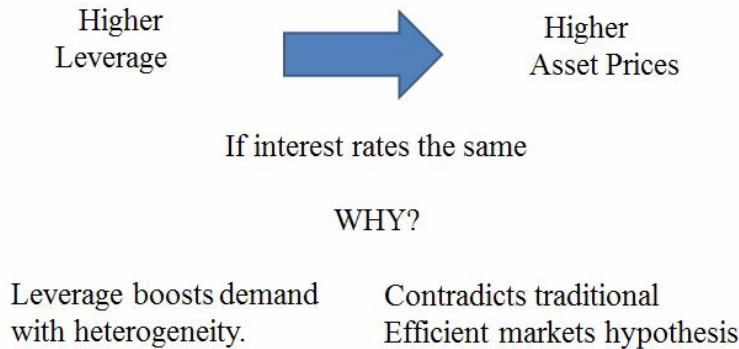 Higher
Leverage
Higher
Asset Prices
If interest rates the same
WHY?
Leverage boosts demand
with heterogeneity.
Contradicts traditional
Efficient markets hypothesis